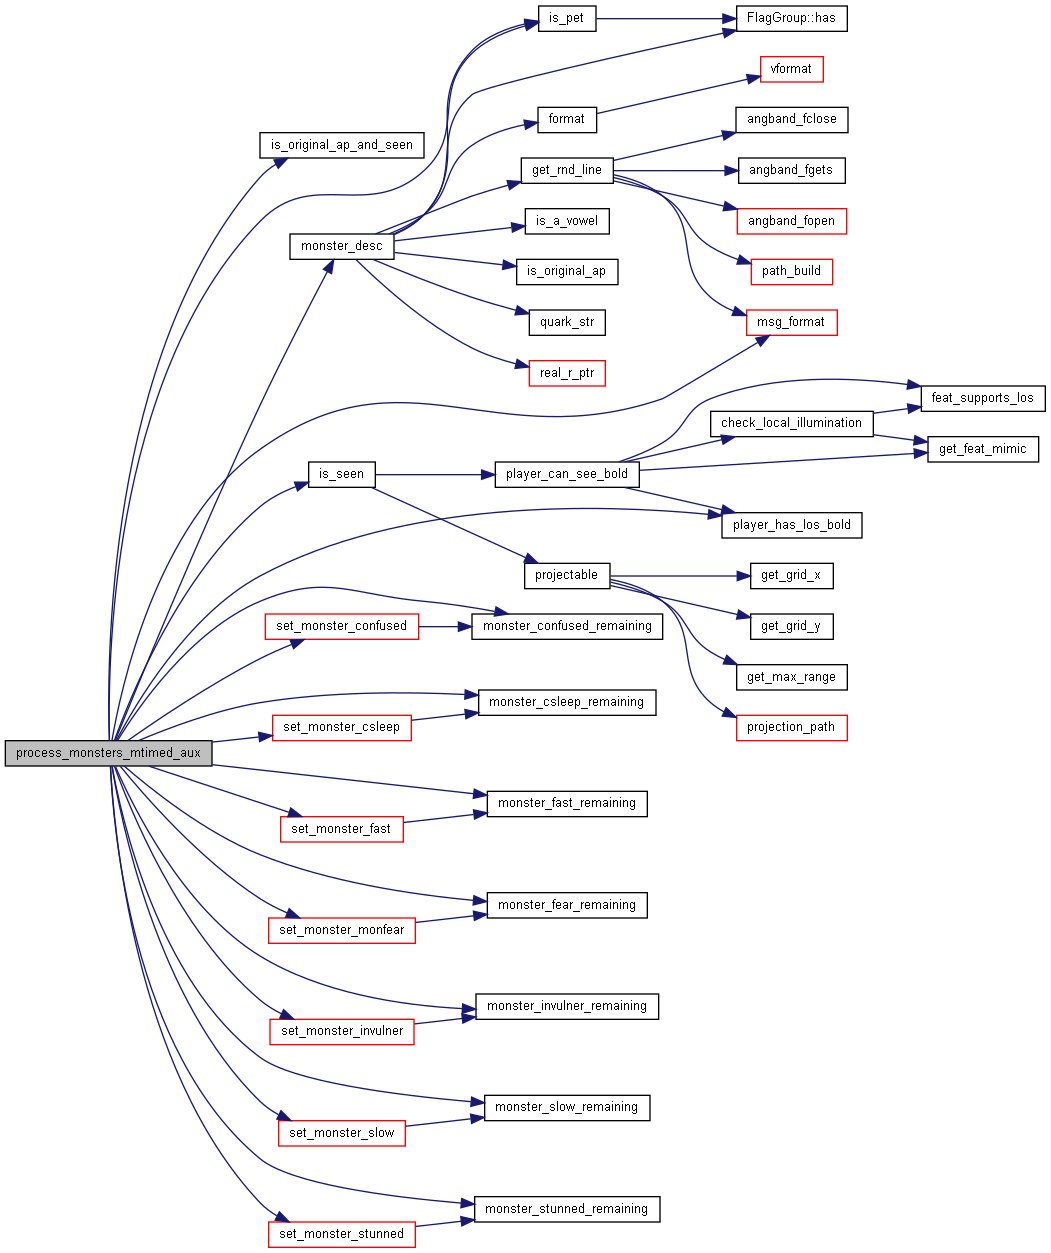 is_pet
FlagGroup::has
vformat
format
angband_fclose
is_original_ap_and_seen
get_rnd_line
angband_fgets
is_a_vowel
angband_fopen
monster_desc
is_original_ap
path_build
quark_str
msg_format
real_r_ptr
feat_supports_los
check_local_illumination
get_feat_mimic
is_seen
player_can_see_bold
player_has_los_bold
projectable
get_grid_x
set_monster_confused
monster_confused_remaining
get_grid_y
get_max_range
monster_csleep_remaining
set_monster_csleep
projection_path
process_monsters_mtimed_aux
monster_fast_remaining
set_monster_fast
monster_fear_remaining
set_monster_monfear
monster_invulner_remaining
set_monster_invulner
monster_slow_remaining
set_monster_slow
monster_stunned_remaining
set_monster_stunned